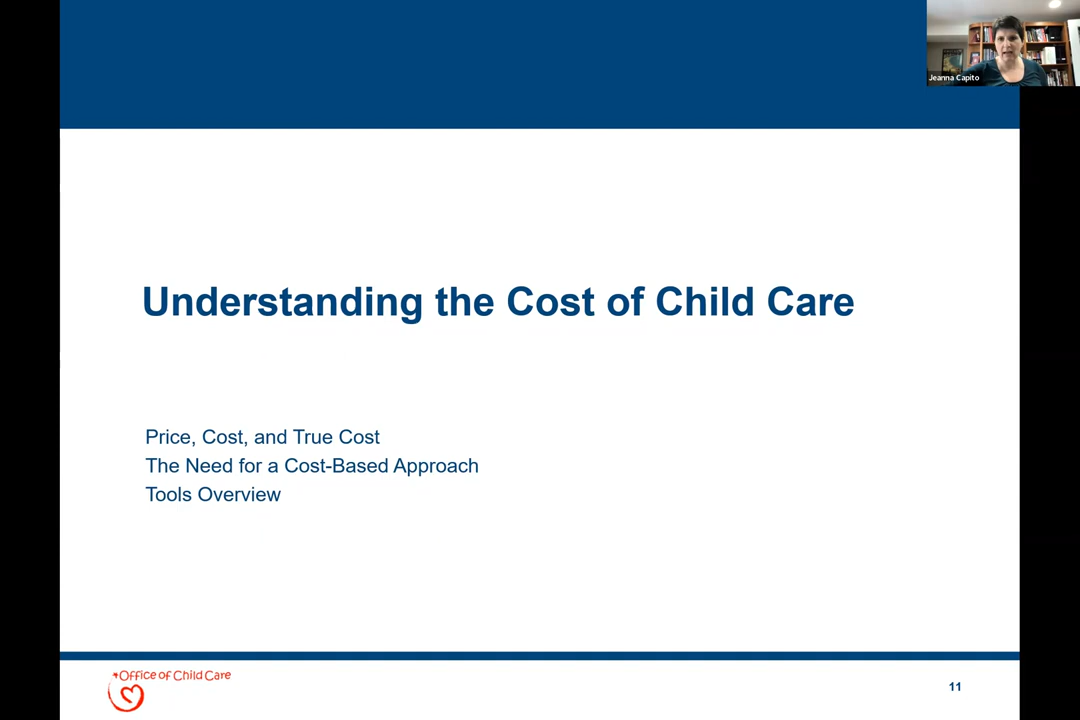 Jeanna Capito
Understanding the Cost of Child Care
Price, Cost, and True Cost
The Need for a Cost-Based Approach
Tools Overview
Office of Child Care
11